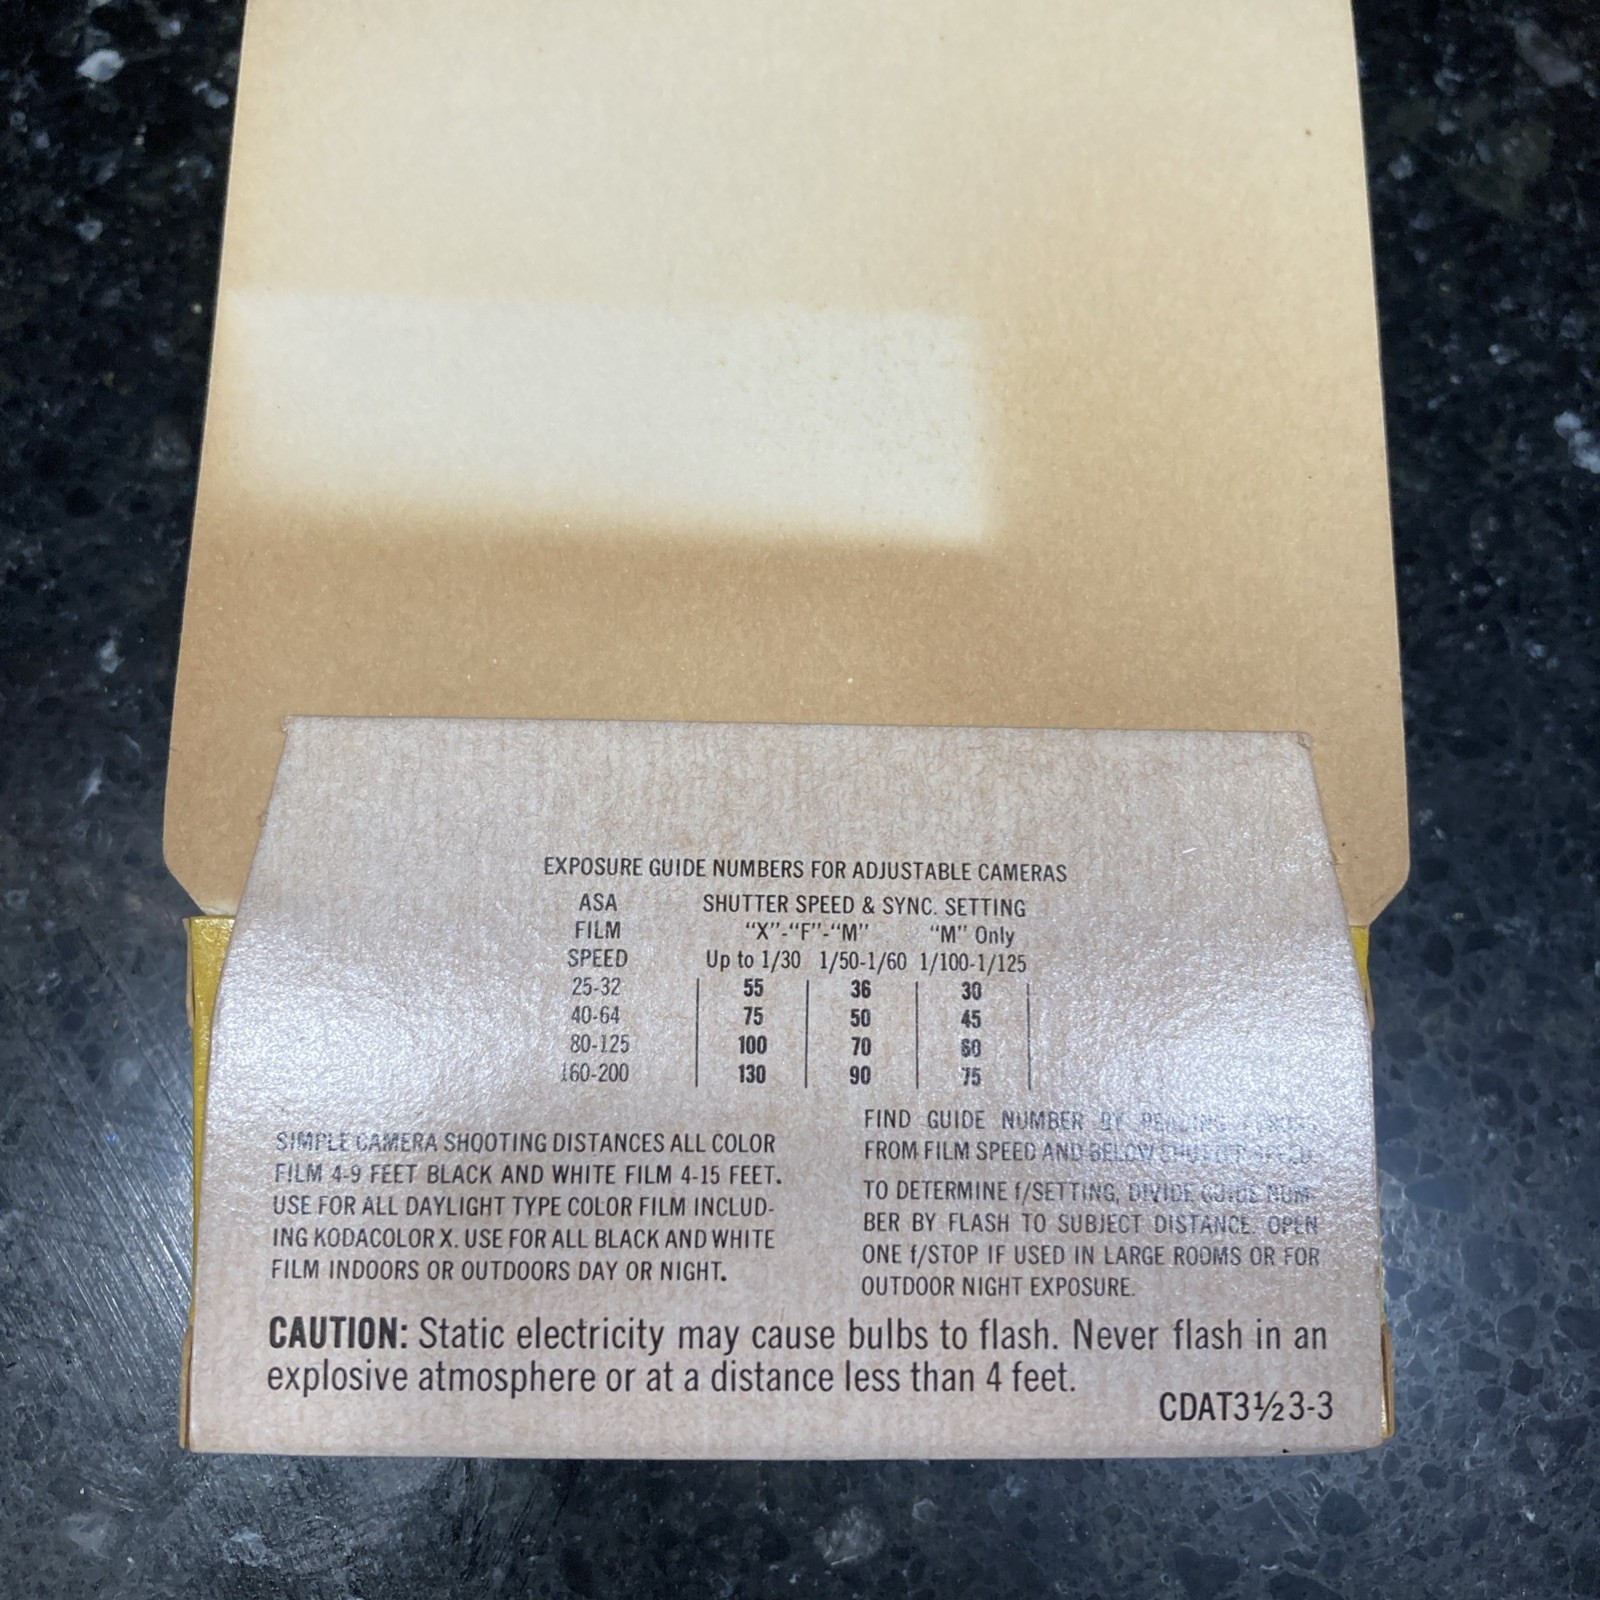 EXPOSURE GUIDE NUMBERS FOR ADJUSTABLE CAMERAS
ASA SHUTTER SPEED & SYNC. SETTING
FILM "X"-"F"-"M" "M" Only
SPEED Up to 1/30 1/50-1/60 1/100-1/125
25-32 55 36 30
40-64 75 50 45
80-125 100 70 60
160-200 130 90 75
SIMPLE CAMERA SHOOTING DISTANCES ALL COLOR
FILM 4-9 FEET BLACK AND WHITE FILM 4-15 FEET.
USE FOR ALL DAYLIGHT TYPE COLOR FILM INCLUD-
ING KODACOLOR X. USE FOR ALL BLACK AND WHITE
FILM INDOORS OR OUTDOORS DAY OR NIGHT.
FIND GUIDE NUMBER BY READING
FROM FILM SPEED AND BELOW SHUTTER SPEED
TO DETERMINE f/SETTING, DIVIDE GUIDE NUM-
BER BY FLASH TO SUBJECT DISTANCE. OPEN
ONE f/STOP IF USED IN LARGE ROOMS OR FOR
OUTDOOR NIGHT EXPOSURE.
CAUTION: Static electricity may cause bulbs to flash. Never flash in an
explosive atmosphere or at a distance less than 4 feet.
CDAT3½3-3